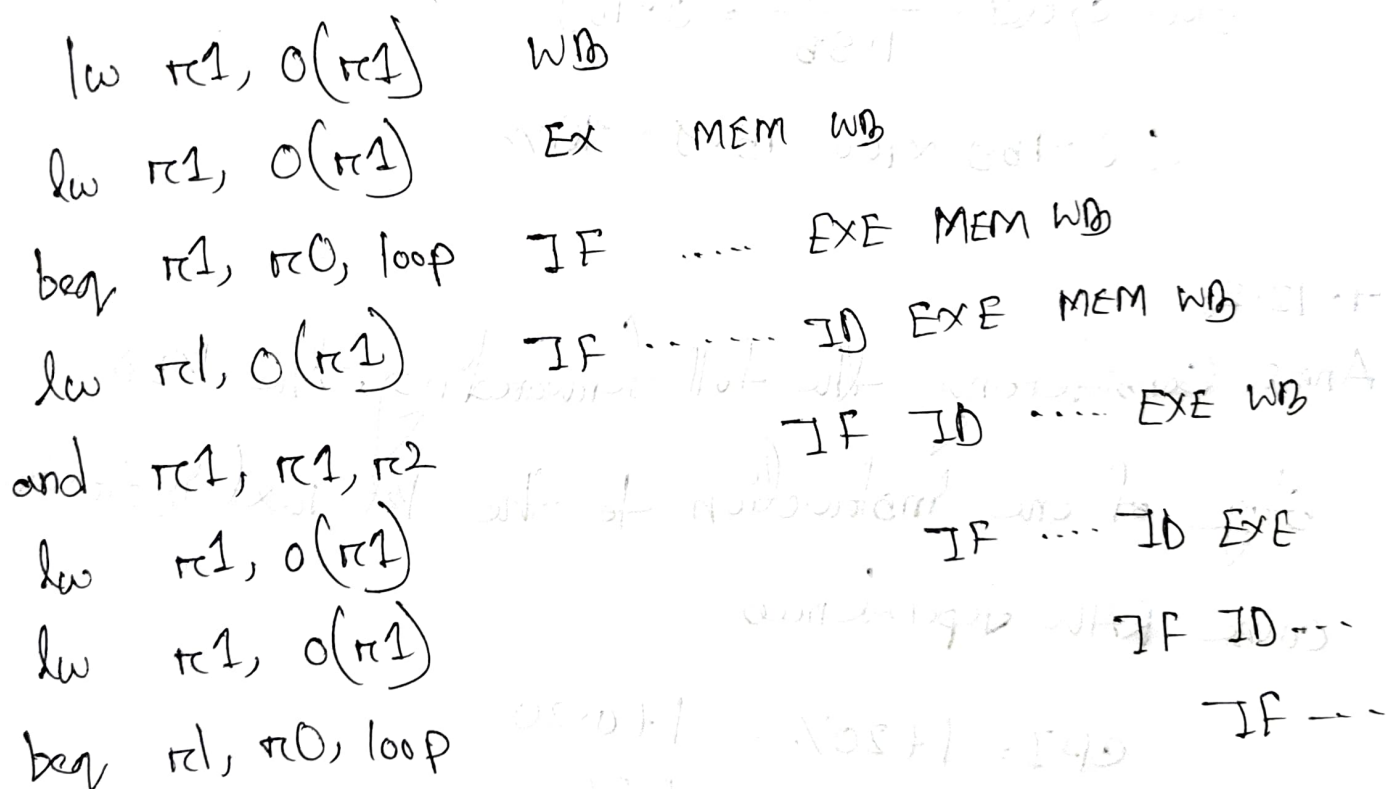 lw r1, 0(r1) WB
lw r1, 0(r1) EX MEM WB
beq r1, r0, loop IF ..... EXE MEM WB
lw r1, 0(r1) IF ....... ID EXE MEM WB
and r1, r1, r2 IF ID ..... EXE WB
lw r1, 0(r1) IF .... ID EXE
lw r1, 0(r1) IF ID ---
beq r1, r0, loop IF ---